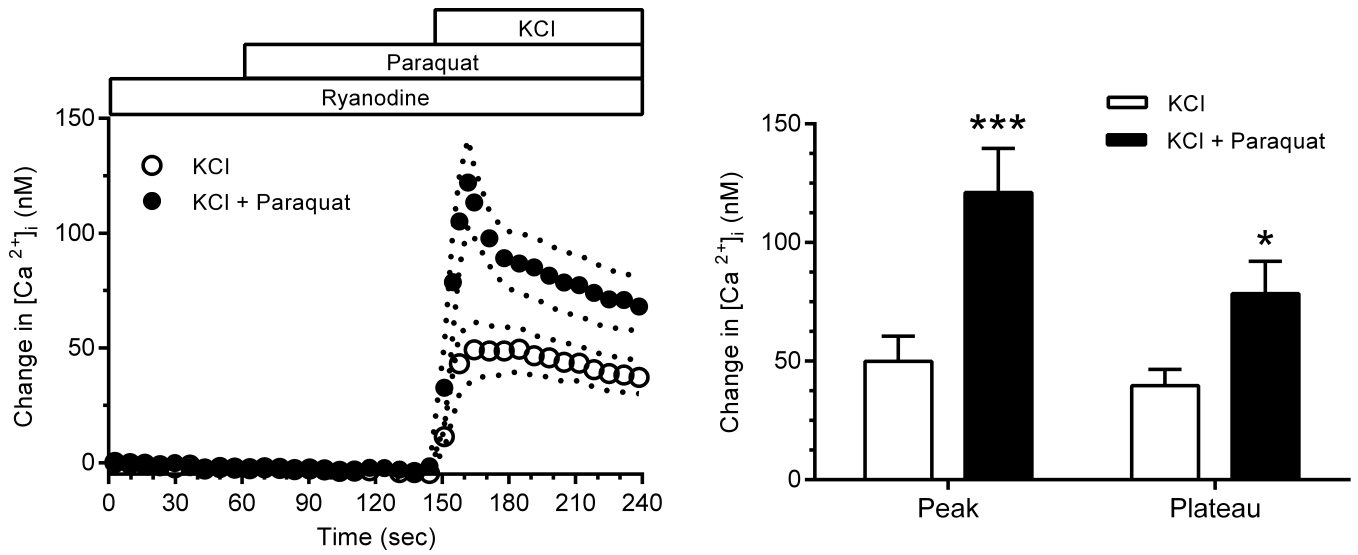 KCl
Paraquat
Ryanodine
150
100
50
0
Change in [Ca 2+]i (nM)
KCl
KCl + Paraquat
0 30 60 90 120 150 180 210 240
Time (sec)
KCl
KCl + Paraquat
150
100
50
0
Change in [Ca 2+]i (nM)
***
*
Peak Plateau